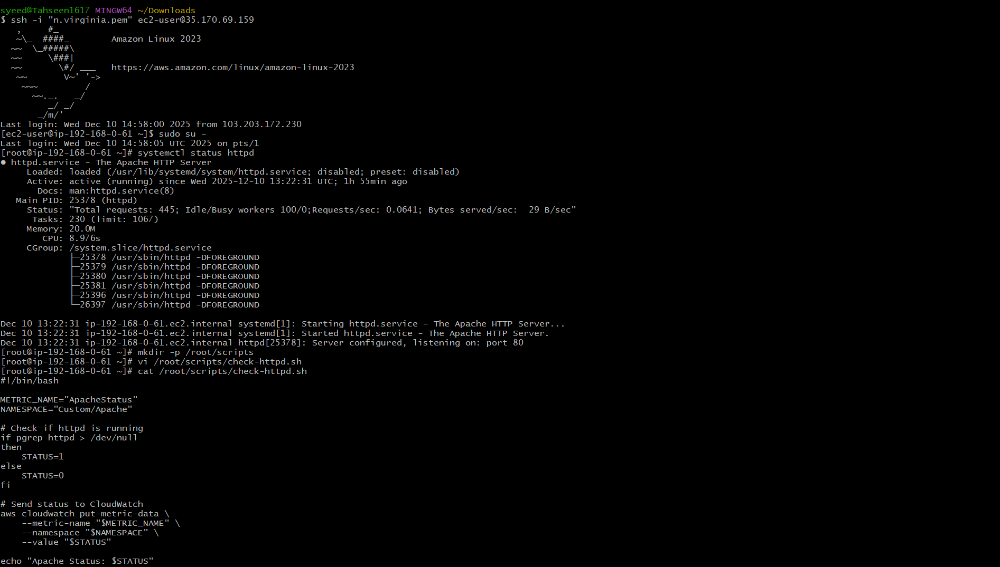 syeed@Tahseen1617 MINGW64 ~/Downloads
$ ssh -i "n.virginia.pem" ec2-user@35.170.69.159
   ,     #_
   ~\_  ####_        Amazon Linux 2023
  ~~  \_#####\
  ~~     \###|
  ~~       \#/ ___   https://aws.amazon.com/linux/amazon-linux-2023
   ~~       V~' '->
    ~~~         /
      ~~._.   _/
         _/ _/
       _/m/'
Last login: Wed Dec 10 14:58:00 2025 from 103.203.172.230
[ec2-user@ip-192-168-0-61 ~]$ sudo su -
Last login: Wed Dec 10 14:58:05 UTC 2025 on pts/1
[root@ip-192-168-0-61 ~]# systemctl status httpd
● httpd.service - The Apache HTTP Server
     Loaded: loaded (/usr/lib/systemd/system/httpd.service; disabled; preset: disabled)
     Active: active (running) since Wed 2025-12-10 13:22:31 UTC; 1h 55min ago
       Docs: man:httpd.service(8)
   Main PID: 25378 (httpd)
     Status: "Total requests: 445; Idle/Busy workers 100/0;Requests/sec: 0.0641; Bytes served/sec:  29 B/sec"
      Tasks: 230 (limit: 1067)
     Memory: 20.0M
        CPU: 8.976s
     CGroup: /system.slice/httpd.service
             ├─25378 /usr/sbin/httpd -DFOREGROUND
             ├─25379 /usr/sbin/httpd -DFOREGROUND
             ├─25380 /usr/sbin/httpd -DFOREGROUND
             ├─25381 /usr/sbin/httpd -DFOREGROUND
             ├─25396 /usr/sbin/httpd -DFOREGROUND
             └─26397 /usr/sbin/httpd -DFOREGROUND

Dec 10 13:22:31 ip-192-168-0-61.ec2.internal systemd[1]: Starting httpd.service - The Apache HTTP Server...
Dec 10 13:22:31 ip-192-168-0-61.ec2.internal systemd[1]: Started httpd.service - The Apache HTTP Server.
Dec 10 13:22:31 ip-192-168-0-61.ec2.internal httpd[25378]: Server configured, listening on: port 80
[root@ip-192-168-0-61 ~]# mkdir -p /root/scripts
[root@ip-192-168-0-61 ~]# vi /root/scripts/check-httpd.sh
[root@ip-192-168-0-61 ~]# cat /root/scripts/check-httpd.sh
#!/bin/bash

METRIC_NAME="ApacheStatus"
NAMESPACE="Custom/Apache"

# Check if httpd is running
if pgrep httpd > /dev/null
then
    STATUS=1
else
    STATUS=0
fi

# Send status to CloudWatch
aws cloudwatch put-metric-data \
    --metric-name "$METRIC_NAME" \
    --namespace "$NAMESPACE" \
    --value "$STATUS"

echo "Apache Status: $STATUS"